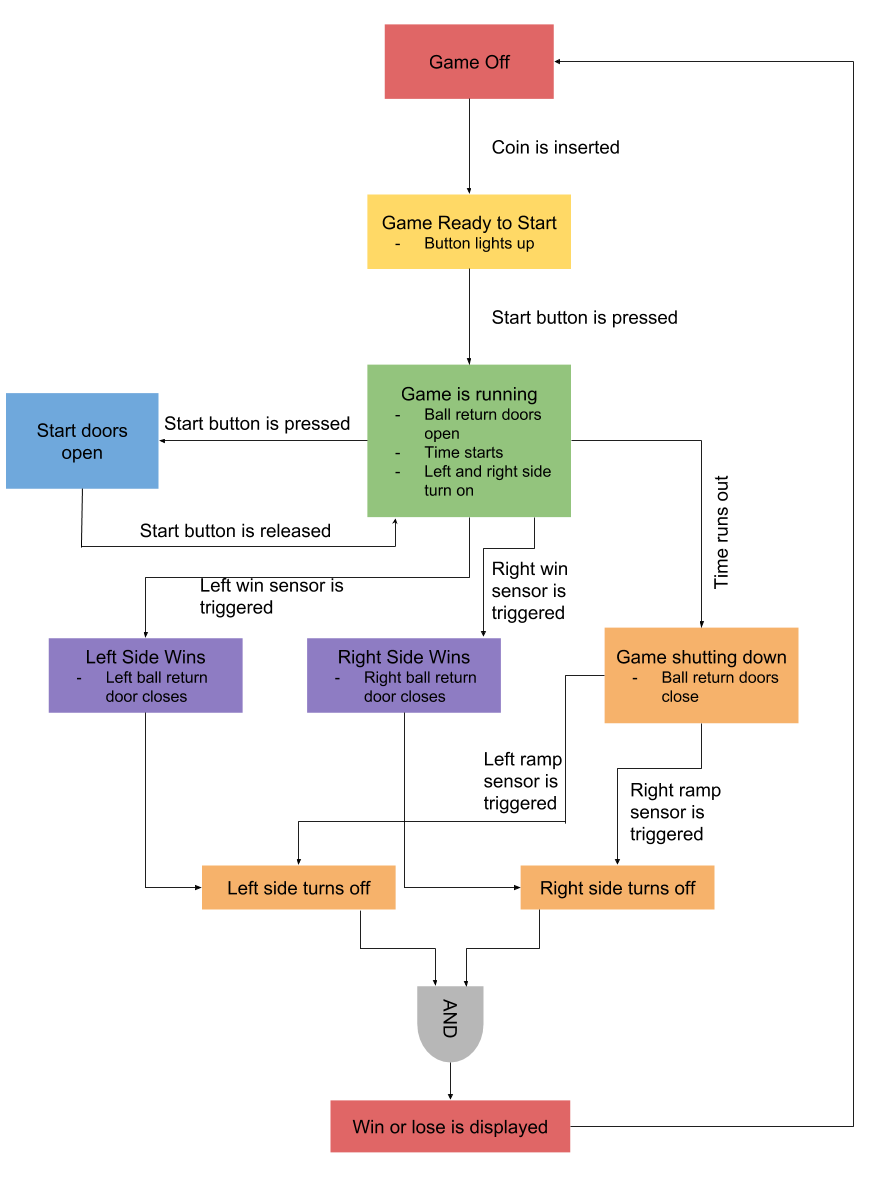 Game Off
Coin is inserted
Game Ready to Start
- Button lights up
Start button is pressed
Game is running
- Ball return doors
open
- Time starts
- Left and right side
turn on
Start doors
open
Start button is pressed
Start button is released
Time runs out
Left win sensor is
triggered
Right win
sensor is
triggered
Left Side Wins
- Left ball return
door closes
Right Side Wins
- Right ball return
door closes
Game shutting down
- Ball return doors
close
Left ramp
sensor is
triggered
Right ramp
sensor is
triggered
Left side turns off
Right side turns off
AND
Win or lose is displayed